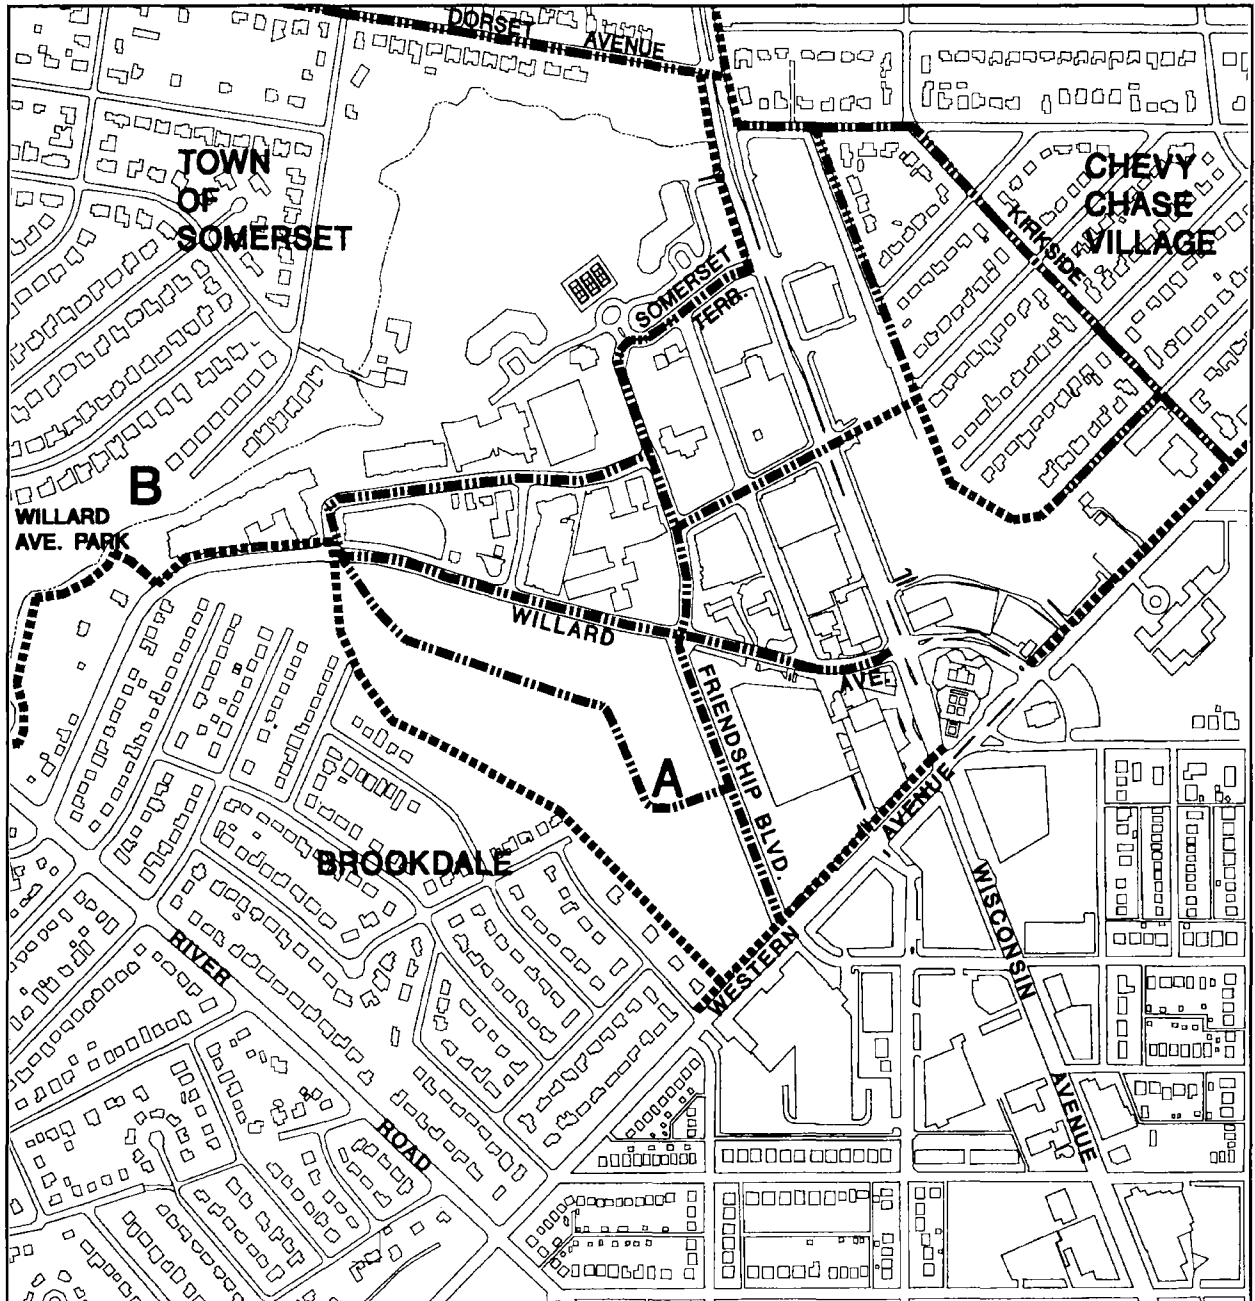 DORSET AVENUE
TOWN
OF
SOMERSET
CHEVY
CHASE
VILLAGE
KIRKSIDE
SOMERSET
TERR.
B
WILLARD
AVE. PARK
WILLARD
AVE.
FRIENDSHIP BLVD.
A
BROOKDALE
WESTERN
AVENUE
WISCONSIN
AVENUE
RIVER
ROAD